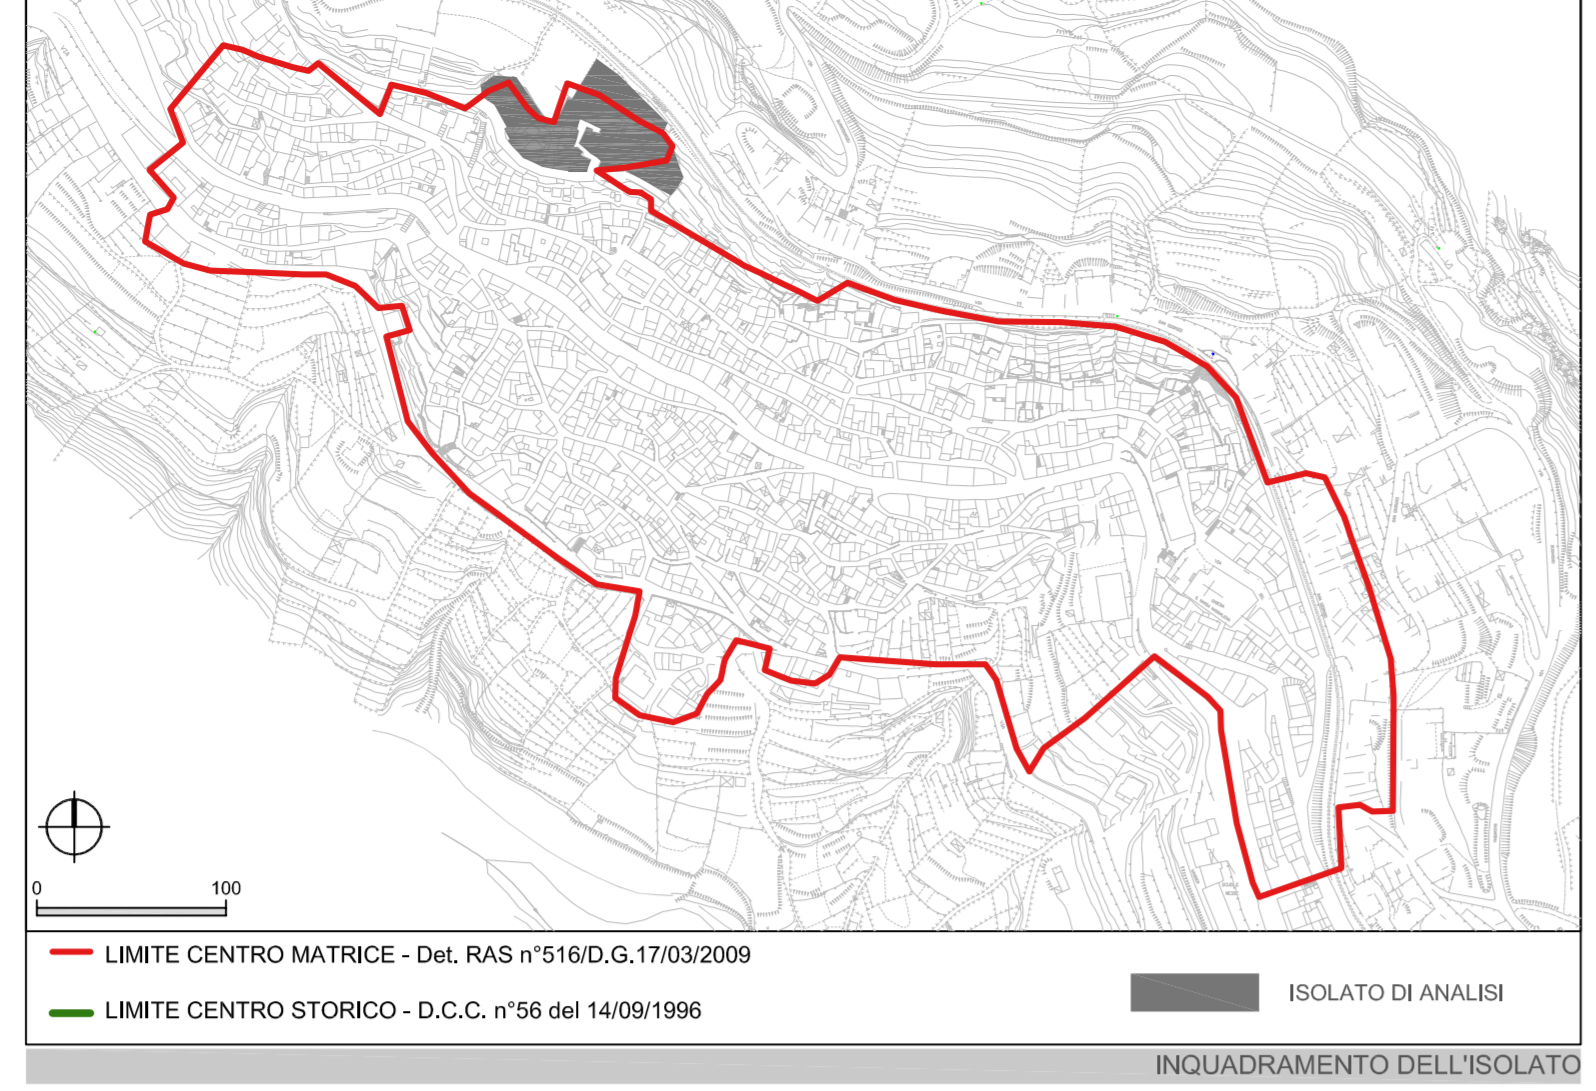 0 100
LIMITE CENTRO MATRICE - Det. RAS n°516/D.G.17/03/2009
LIMITE CENTRO STORICO - D.C.C. n°56 del 14/09/1996
ISOLATO DI ANALISI
INQUADRAMENTO DELL'ISOLATO